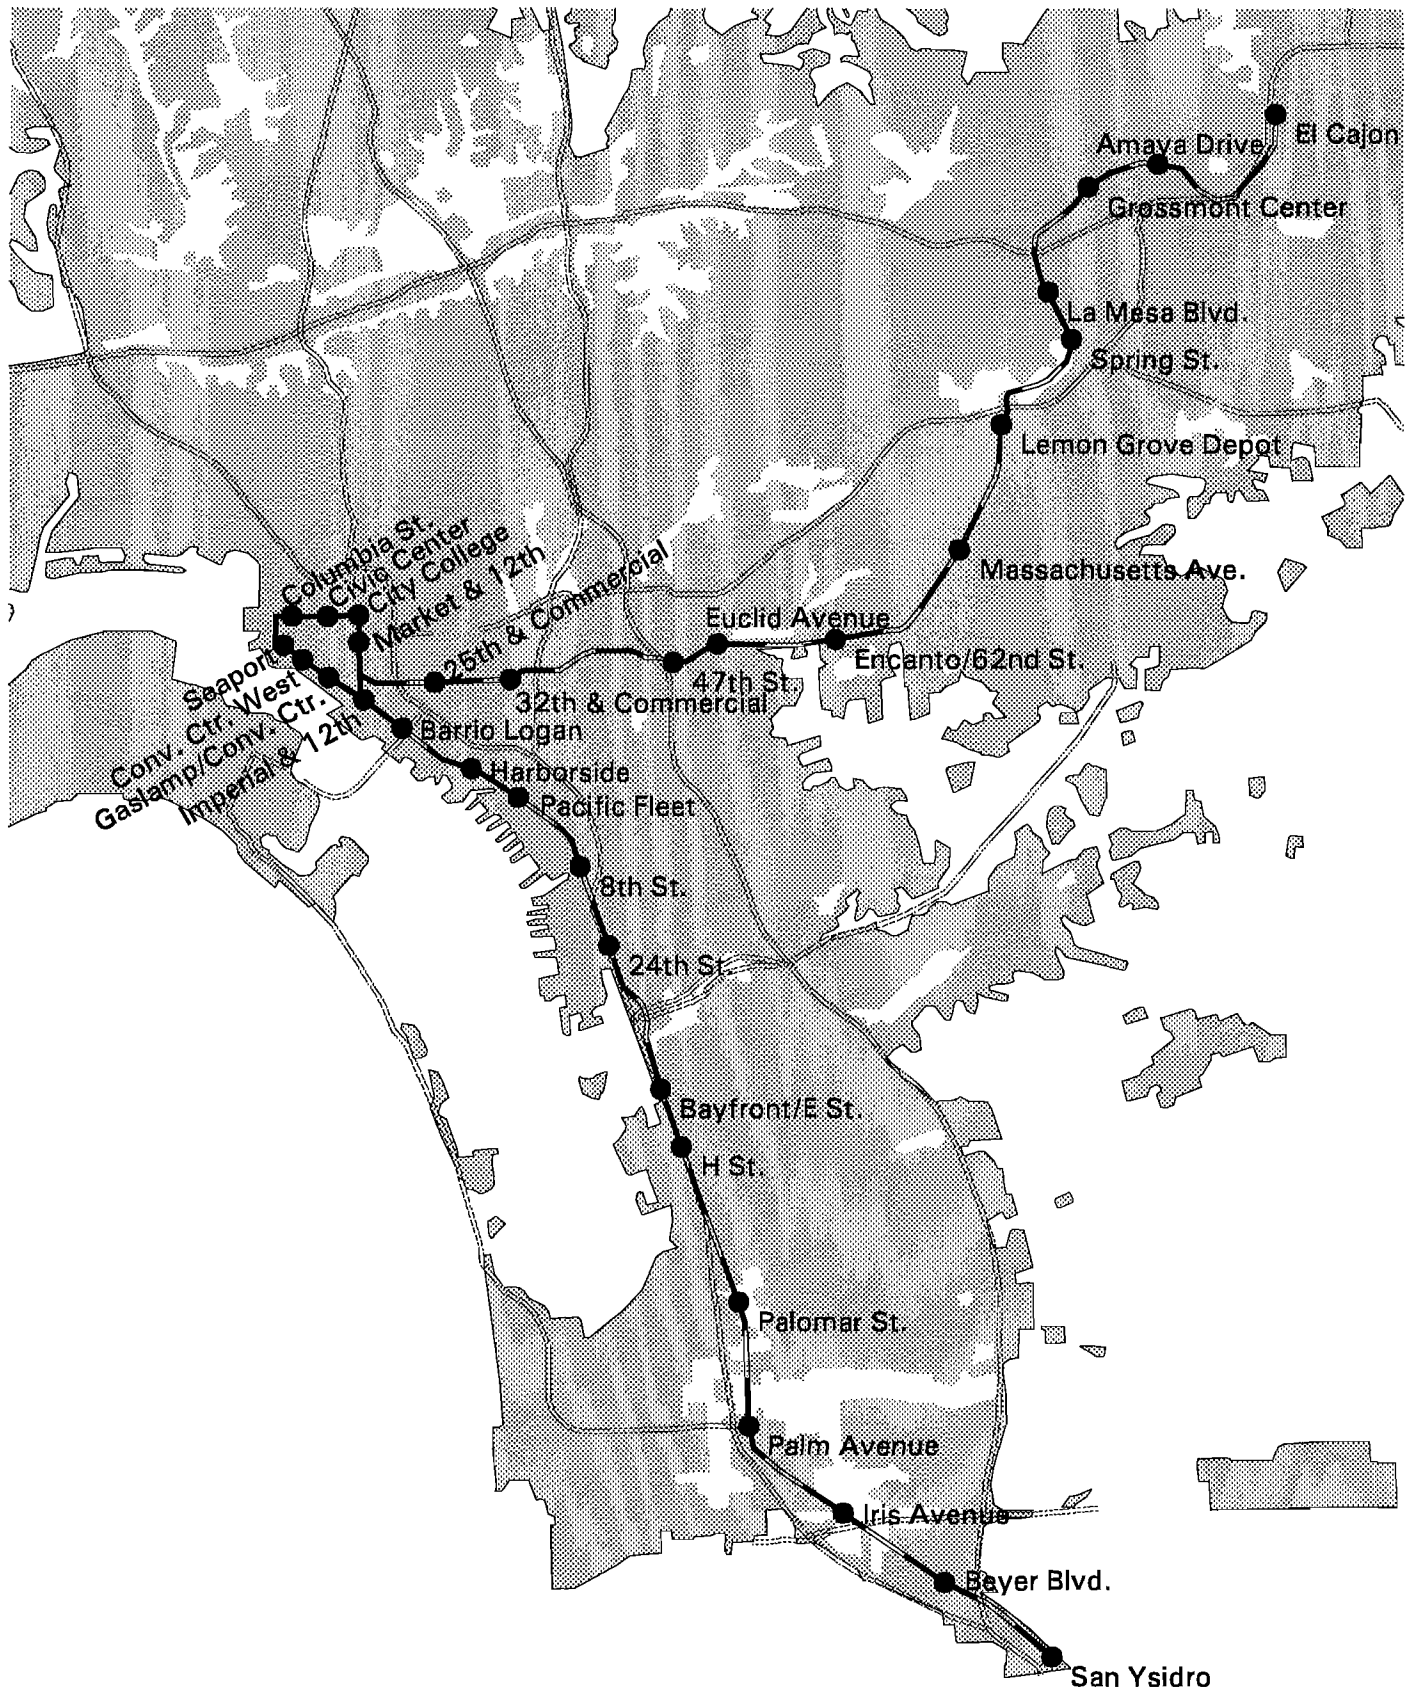 El Cajon
Amaya Drive
Grossmont Center
La Mesa Blvd.
Spring St.
Lemon Grove Depot
Massachusetts Ave.
Columbia St.
Civic Center
City College
Market & 12th
25th & Commercial
Euclid Avenue
Encanto/62nd St.
47th St.
32th & Commercial
Seaport
Conv. Ctr. West
Gaslamp/Conv. Ctr.
Imperial & 12th
Barrio Logan
Harborside
Pacific Fleet
8th St.
24th St.
Bayfront/E St.
H St.
Palomar St.
Palm Avenue
Iris Avenue
Beyer Blvd.
San Ysidro